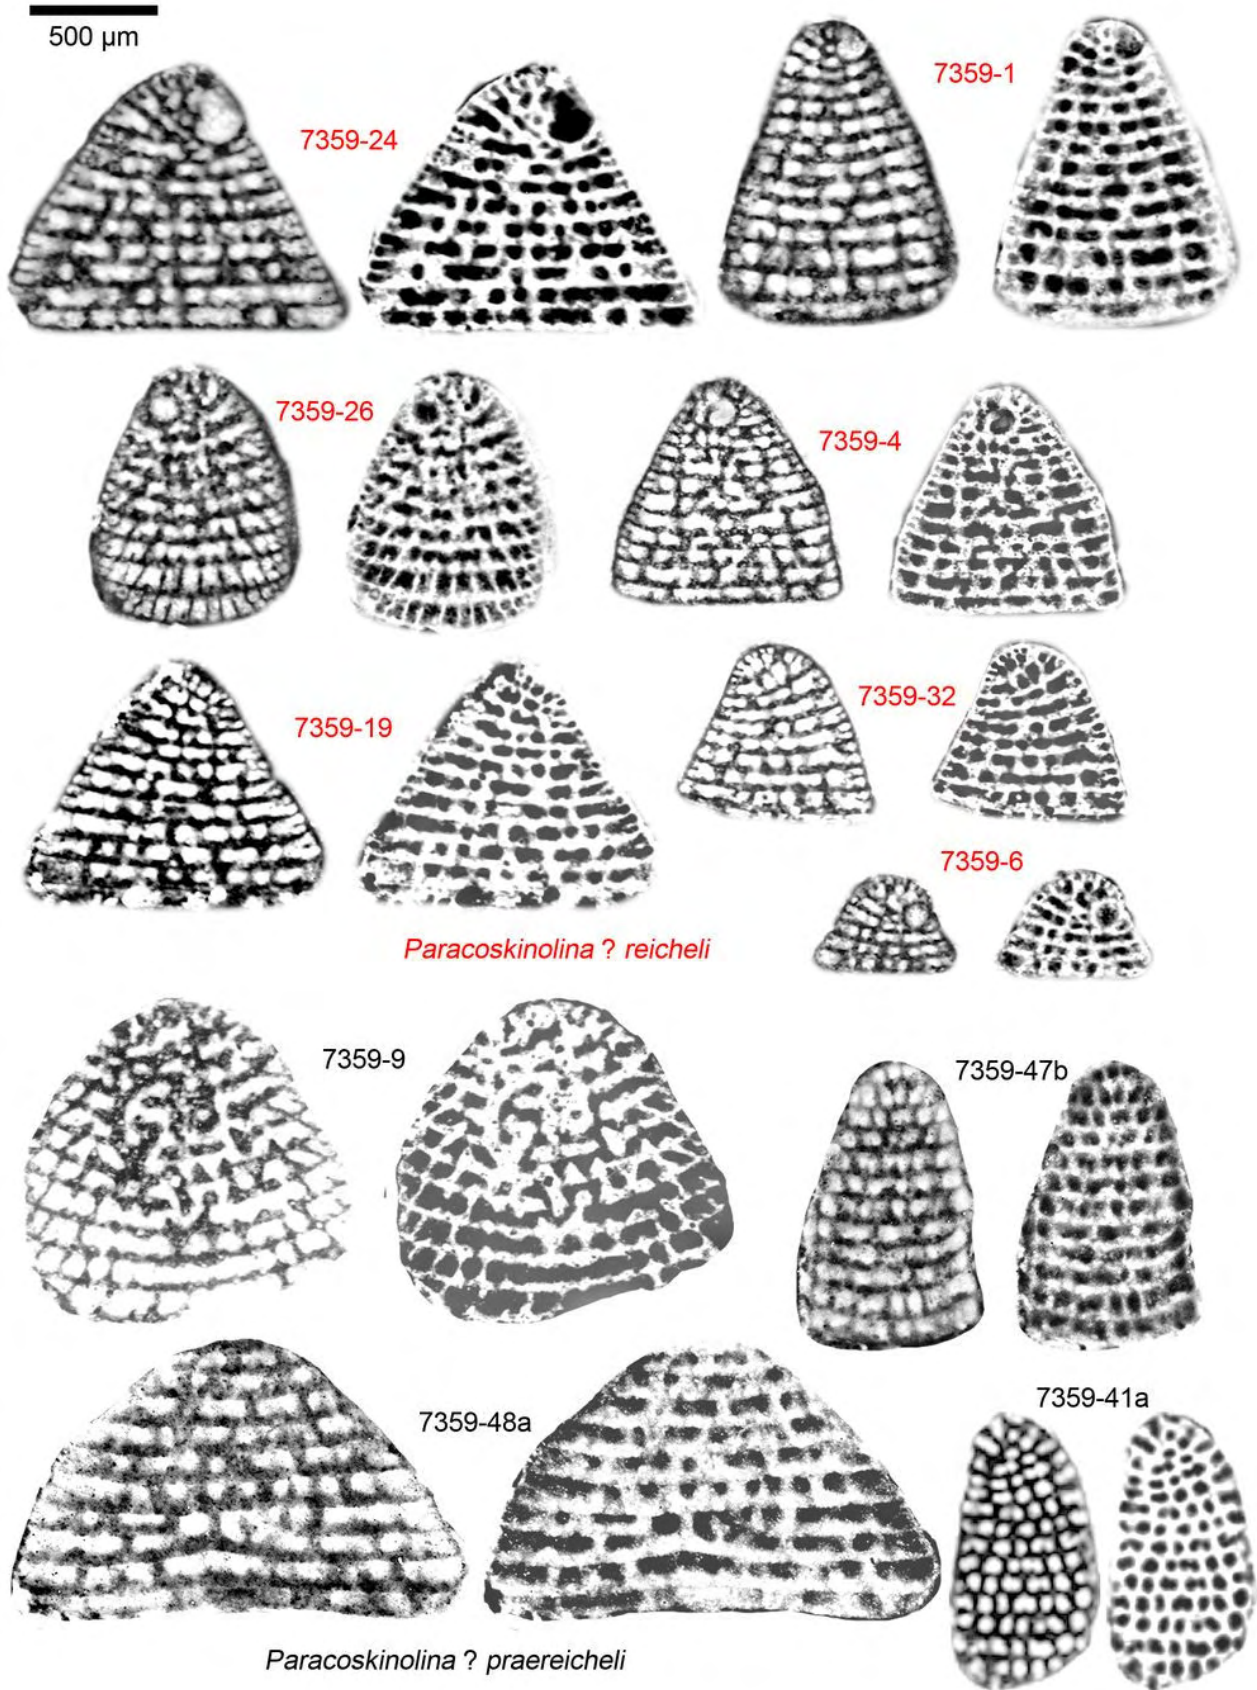 500 µm
7359-24
7359-1
7359-26
7359-4
7359-19
7359-32
7359-6
Paracoskinolina ? reicheli
7359-9
7359-47b
7359-48a
7359-41a
Paracoskinolina ? praereicheli